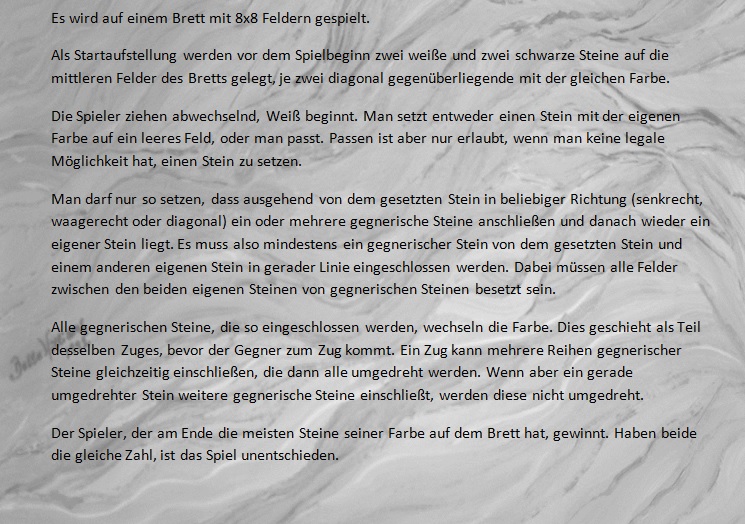 Es wird auf einem Brett mit 8x8 Feldern gespielt.
Als Startaufstellung werden vor dem Spielbeginn zwei weiße und zwei schwarze Steine auf die
mittleren Felder des Bretts gelegt, je zwei diagonal gegenüberliegende mit der gleichen Farbe.
Die Spieler ziehen abwechselnd, Weiß beginnt. Man setzt entweder einen Stein mit der eigenen
Farbe auf ein leeres Feld, oder man passt. Passen ist aber nur erlaubt, wenn man keine legale
Möglichkeit hat, einen Stein zu setzen.
Man darf nur so setzen, dass ausgehend von dem gesetzten Stein in beliebiger Richtung (senkrecht,
waagerecht oder diagonal) ein oder mehrere gegnerische Steine anschließen und danach wieder ein
eigener Stein liegt. Es muss also mindestens ein gegnerischer Stein von dem gesetzten Stein und
einem anderen eigenen Stein in gerader Linie eingeschlossen werden. Dabei müssen alle Felder
zwischen den beiden eigenen Steinen von gegnerischen Steinen besetzt sein.
Alle gegnerischen Steine, die so eingeschlossen werden, wechseln die Farbe. Dies geschieht als Teil
desselben Zuges, bevor der Gegner zum Zug kommt. Ein Zug kann mehrere Reihen gegnerischer
Steine gleichzeitig einschließen, die dann alle umgedreht werden. Wenn aber ein gerade
umgedrehter Stein weitere gegnerische Steine einschließt, werden diese nicht umgedreht.
Der Spieler, der am Ende die meisten Steine seiner Farbe auf dem Brett hat, gewinnt. Haben beide
die gleiche Zahl, ist das Spiel unentschieden.